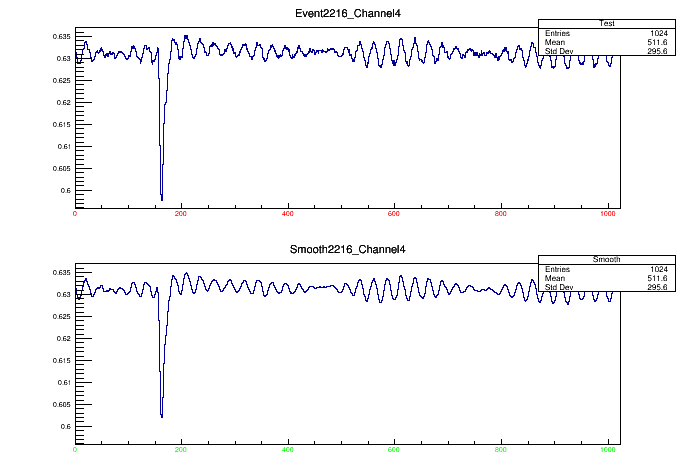 Event2216_Channel4
Test
Entries 1024
Mean 511.6
Std Dev 295.6
0.635
0.63
0.625
0.62
0.615
0.61
0.605
0.6
0 200 400 600 800 1000
Smooth2216_Channel4
Smooth
Entries 1024
Mean 511.6
Std Dev 295.6
0.635
0.63
0.625
0.62
0.615
0.61
0.605
0.6
0 200 400 600 800 1000